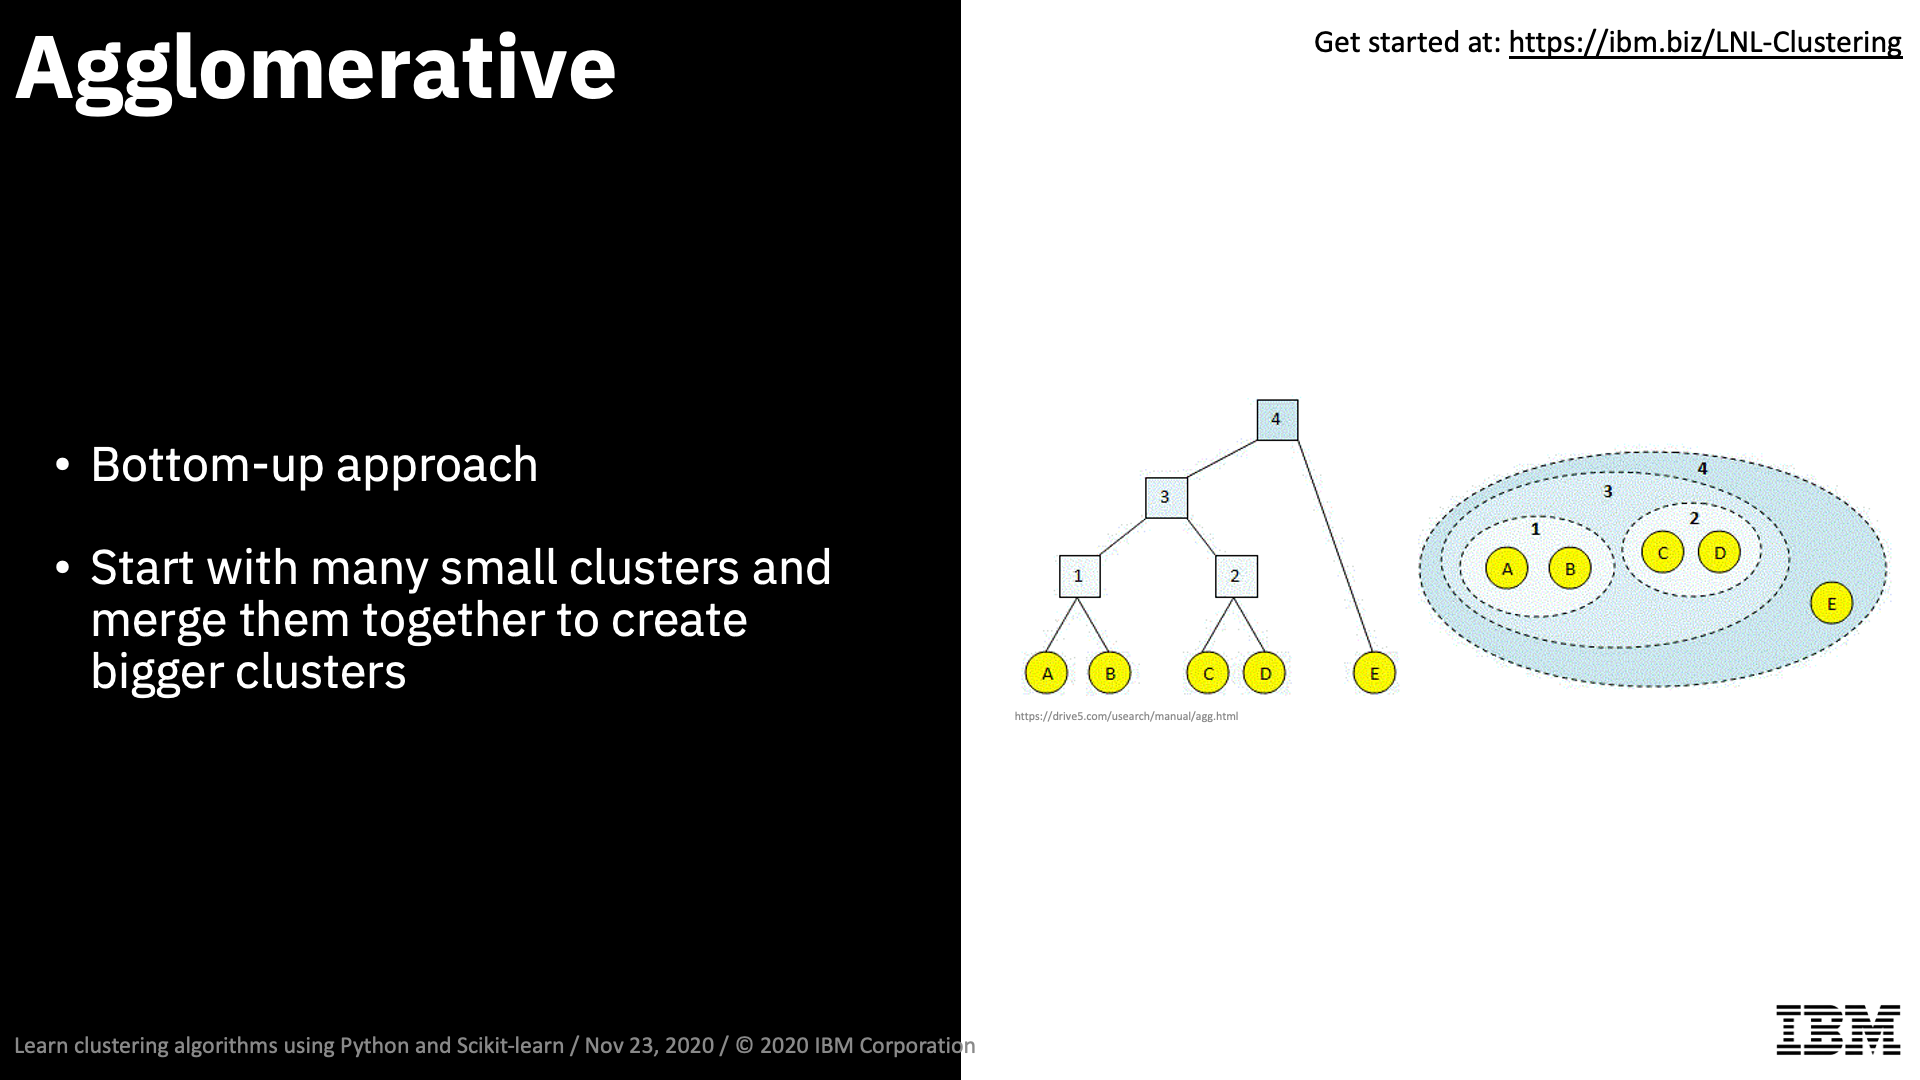 Agglomerative
Get started at: https://ibm.biz/LNL-Clustering
• Bottom-up approach
• Start with many small clusters and
merge them together to create
bigger clusters
4
3
1
2
A
B
C
D
E
4
3
1
2
A
B
C
D
E
https://drive5.com/usearch/manual/agg.html
Learn clustering algorithms using Python and Scikit-learn / Nov 23, 2020 / © 2020 IBM Corporation
IBM